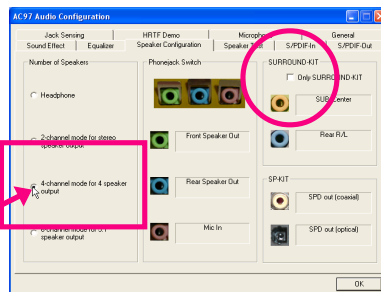 AC97 Audio Configuration
Jack Sensing
HRTF Demo
Microphone
General
Sound Effect
Equalizer
Speaker Configuration
Speaker Test
S/PDIF-In
S/PDIF-Out
Number of Speakers
Headphone
2-channel mode for stereo
speaker output
4-channel mode for 4 speaker
output
speaker output
Phonejack Switch
Front Speaker Out
Rear Speaker Out
Mic In
SURROUND-KIT
Only SURROUND-KIT
Center
Rear R/L
SP-KIT
SPD out (coaxial)
SPD out (optical)
OK